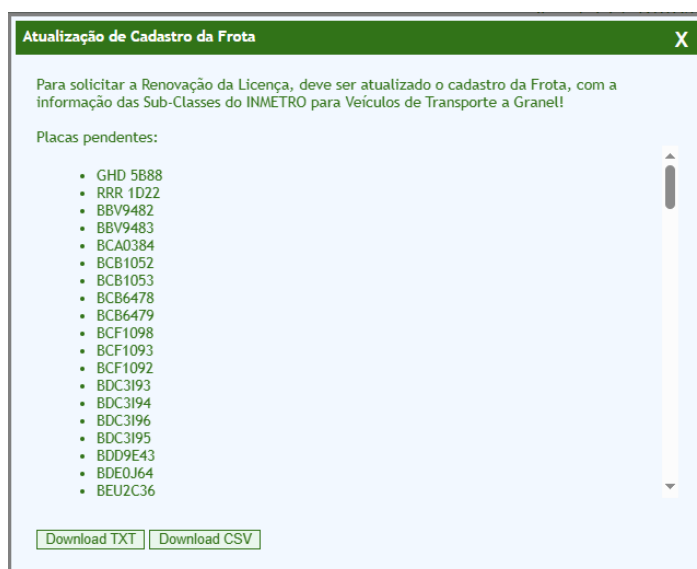 Atualização de Cadastro da Frota
X
Para solicitar a Renovação da Licença, deve ser atualizado o cadastro da Frota, com a
informação das Sub-Classes do INMETRO para Veículos de Transporte a Granel!
Placas pendentes:
GHD 5B88
RRR 1D22
BBV9482
BBV9483
BCA0384
BCB1052
BCB1053
BCB6478
BCB6479
BCF1098
BCF1093
BCF1092
BDC3I93
BDC3I94
BDC3I96
BDC3I95
BDD9E43
BDE0J64
BEU2C36
Download TXT
Download CSV